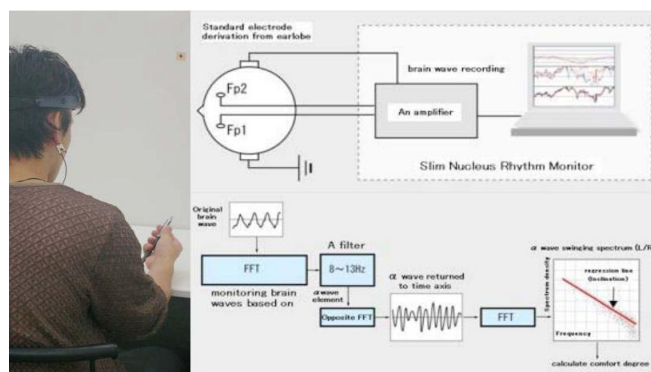 Standard electrode
derivation from earlobe
Fp2
Fp1
brain wave recording
An amplifier
Slim Nucleus Rhythm Monitor
Original
brain
wave
FFT
monitoring brain
waves based on
A filter
8～13Hz
α wave
element
Opposite FFT
α wave returned
to time axis
FFT
α wave swinging spectrum (L/R
Spectrum density
regression line
(Inclination)
Frequency
calculate comfort degree